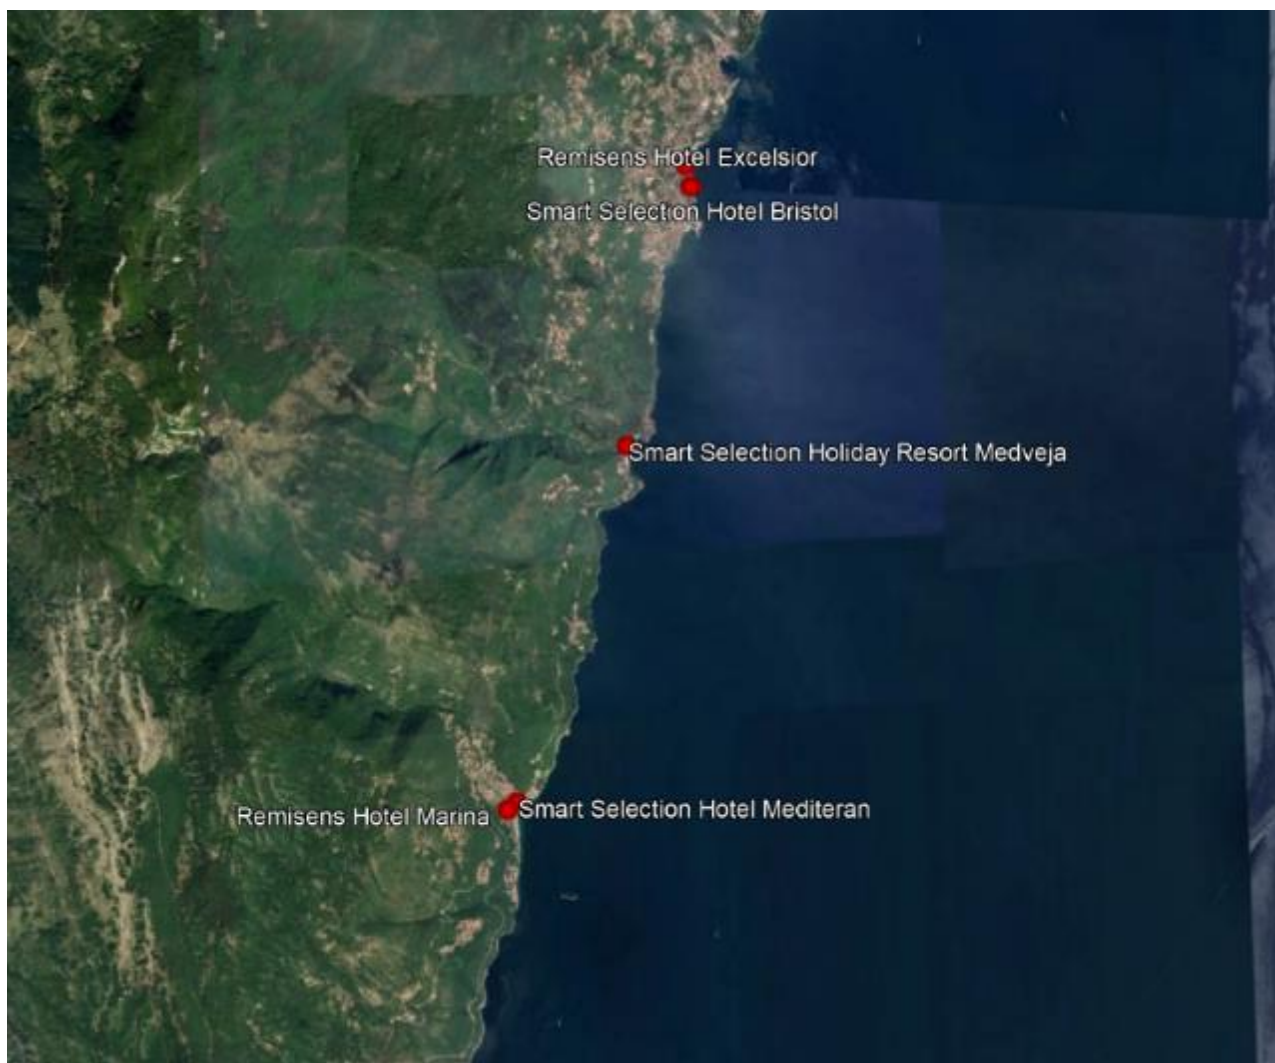 Remisens Hotel Excelsior
Smart Selection Hotel Bristol
Smart Selection Holiday Resort Medveja
Remisens Hotel Marina
Smart Selection Hotel Mediteran